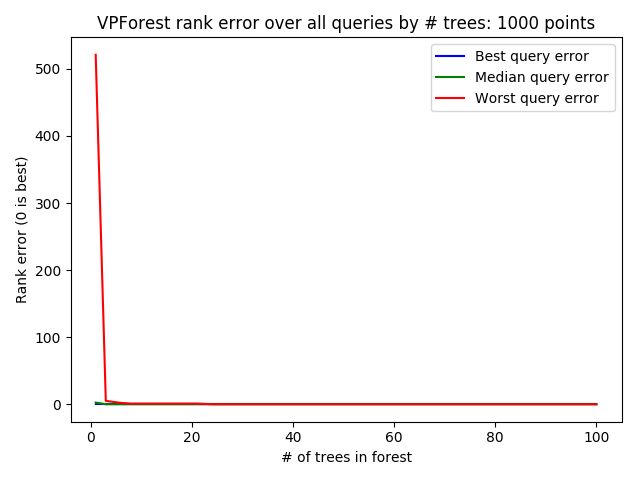 VPForest rank error over all queries by # trees: 1000 points
Best query error
Median query error
Worst query error
Rank error (0 is best)
500
400
300
200
100
0
0 20 40 60 80 100
# of trees in forest